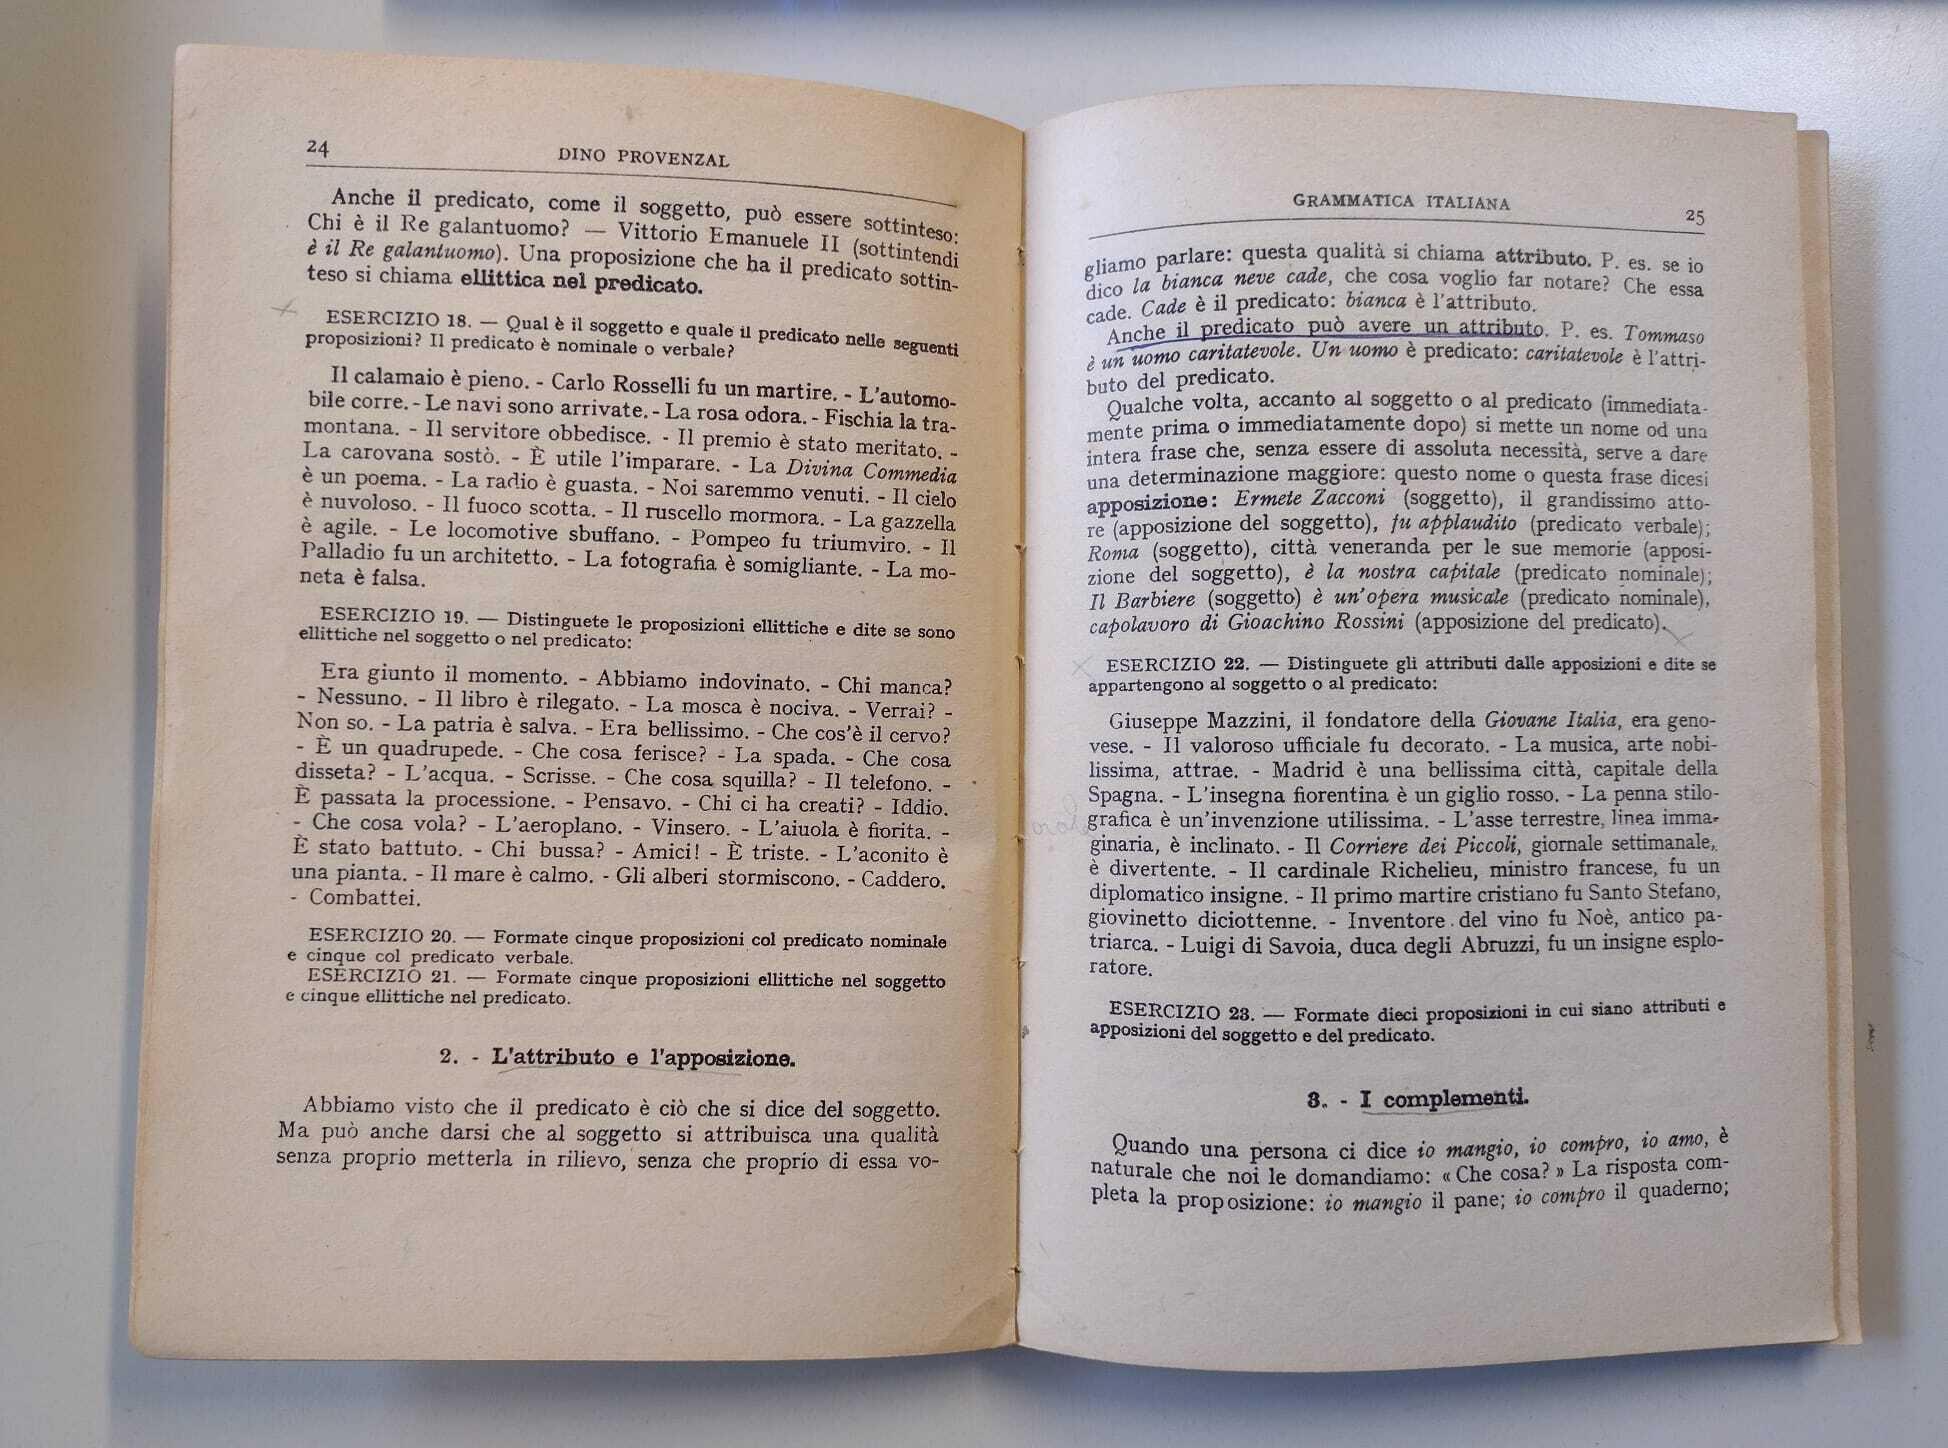 24
DINO PROVENZAL
Anche il predicato, come il soggetto, può essere sottinteso:
Chi è il Re galantuomo? — Vittorio Emanuele II (sottintendi
è il Re galantuomo). Una proposizione che ha il predicato sottin-
teso si chiama ellittica nel predicato.
ESERCIZIO 18. — Qual è il soggetto e quale il predicato nelle seguenti
proposizioni? Il predicato è nominale o verbale?
Il calamaio è pieno. - Carlo Rosselli fu un martire. - L'automo-
bile corre. - Le navi sono arrivate. - La rosa odora. - Fischia la tra-
montana. - Il servitore obbedisce. - Il premio è stato meritato. -
La carovana sostò. - È utile l'imparare. - La Divina Commedia
è un poema. - La radio è guasta. - Noi saremmo venuti. - Il cielo
è nuvoloso. - Il fuoco scotta. - Il ruscello mormora. - La gazzella
è agile. - Le locomotive sbuffano. - Pompeo fu triumviro. - Il
Palladio fu un architetto. - La fotografia è somigliante. - La mo-
neta è falsa.
ESERCIZIO 19. — Distinguete le proposizioni ellittiche e dite se sono
ellittiche nel soggetto o nel predicato:
Era giunto il momento. - Abbiamo indovinato. - Chi manca?
- Nessuno. - Il libro è rilegato. - La mosca è nociva. - Verrai? -
Non so. - La patria è salva. - Era bellissimo. - Che cos'è il cervo?
- È un quadrupede. - Che cosa ferisce? - La spada. - Che cosa
disseta? - L'acqua. - Scrisse. - Che cosa squilla? - Il telefono. -
È passata la processione. - Pensavo. - Chi ci ha creati? - Iddio.
- Che cosa vola? - L'aeroplano. - Vinsero. - L'aiuola è fiorita. -
È stato battuto. - Chi bussa? - Amici! - È triste. - L'aconito è
una pianta. - Il mare è calmo. - Gli alberi stormiscono. - Caddero.
- Combattei.
ESERCIZIO 20. — Formate cinque proposizioni col predicato nominale
e cinque col predicato verbale.
ESERCIZIO 21. — Formate cinque proposizioni ellittiche nel soggetto
e cinque ellittiche nel predicato.
2. - L'attributo e l'apposizione.
Abbiamo visto che il predicato è ciò che si dice del soggetto.
Ma può anche darsi che al soggetto si attribuisca una qualità
senza proprio metterla in rilievo, senza che proprio di essa vo-
GRAMMATICA ITALIANA
25
gliamo parlare: questa qualità si chiama attributo. P. es. se io
dico la bianca neve cade, che cosa voglio far notare? Che essa
cade. Cade è il predicato: bianca è l'attributo.
Anche il predicato può avere un attributo. P. es. Tommaso
è un uomo caritatevole. Un uomo è predicato: caritatevole è l'attri-
buto del predicato.
Qualche volta, accanto al soggetto o al predicato (immediata-
mente prima o immediatamente dopo) si mette un nome od una
intera frase che, senza essere di assoluta necessità, serve a dare
una determinazione maggiore: questo nome o questa frase dicesi
apposizione: Ermete Zacconi (soggetto), il grandissimo atto-
re (apposizione del soggetto), fu applaudito (predicato verbale);
Roma (soggetto), città veneranda per le sue memorie (apposi-
zione del soggetto), è la nostra capitale (predicato nominale);
Il Barbiere (soggetto) è un'opera musicale (predicato nominale),
capolavoro di Gioachino Rossini (apposizione del predicato).
ESERCIZIO 22. — Distinguete gli attributi dalle apposizioni e dite se
appartengono al soggetto o al predicato:
Giuseppe Mazzini, il fondatore della Giovane Italia, era geno-
vese. - Il valoroso ufficiale fu decorato. - La musica, arte nobi-
lissima, attrae. - Madrid è una bellissima città, capitale della
Spagna. - L'insegna fiorentina è un giglio rosso. - La penna stilo-
grafica è un'invenzione utilissima. - L'asse terrestre, linea imma-
ginaria, è inclinato. - Il Corriere dei Piccoli, giornale settimanale,
è divertente. - Il cardinale Richelieu, ministro francese, fu un
diplomatico insigne. - Il primo martire cristiano fu Santo Stefano,
giovinetto diciottenne. - Inventore del vino fu Noè, antico pa-
triarca. - Luigi di Savoia, duca degli Abruzzi, fu un insigne esplo-
ratore.
ESERCIZIO 23. — Formate dieci proposizioni in cui siano attributi e
apposizioni del soggetto e del predicato.
3. - I complementi.
Quando una persona ci dice io mangio, io compro, io amo, è
naturale che noi le domandiamo: « Che cosa? » La risposta com-
pleta la proposizione: io mangio il pane; io compro il quaderno;